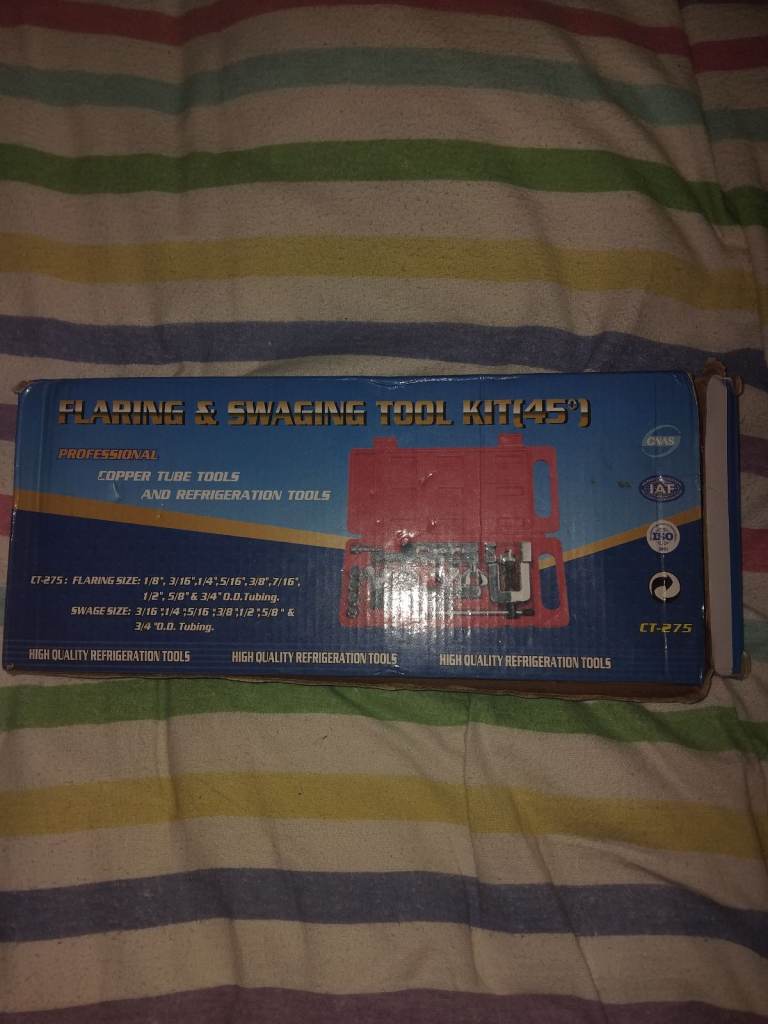 FLARING & SWAGING TOOL KIT(45°)
PROFESSIONAL
COPPER TUBE TOOLS
AND REFRIGERATION TOOLS
CNAS
IAF
ISO
CT-275 : FLARING SIZE: 1/8", 3/16",1/4",5/16",3/8",7/16",
1/2", 5/8" & 3/4" O.D.Tubing.
SWAGE SIZE: 3/16 ",1/4 ",5/16 ",3/8",1/2",5/8 " &
3/4 "O.D. Tubing.
CT-275
HIGH QUALITY REFRIGERATION TOOLS HIGH QUALITY REFRIGERATION TOOLS HIGH QUALITY REFRIGERATION TOOLS